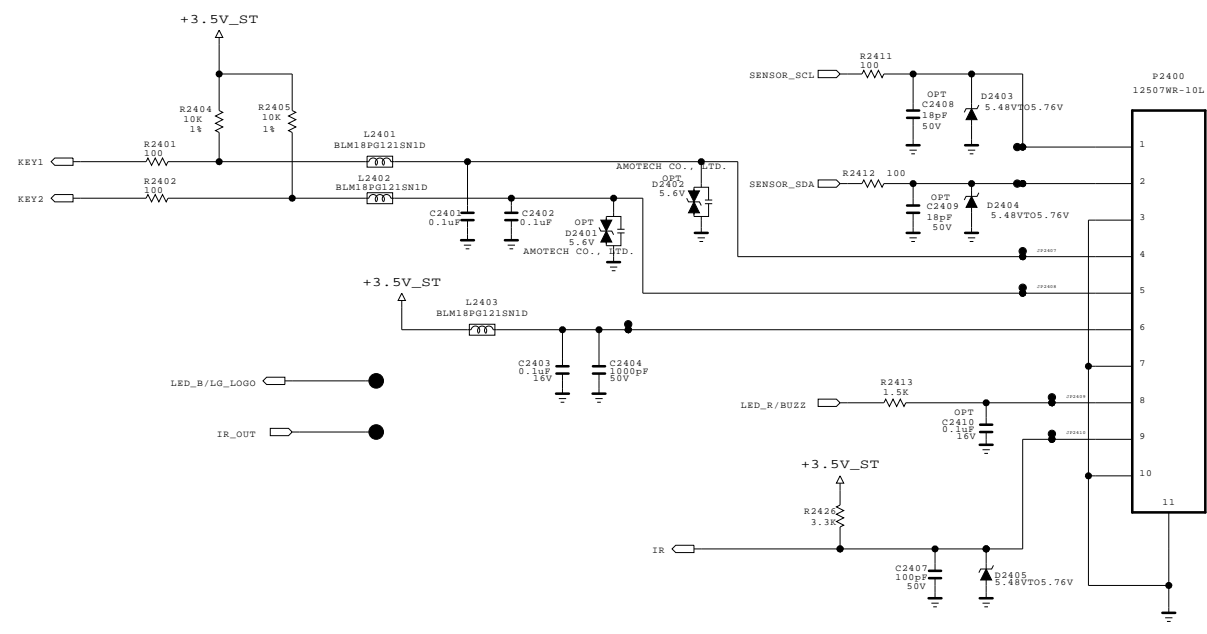 +3.5V_ST
R2404
10K
1%
R2405
10K
1%
R2401
100
KEY1
R2402
100
KEY2
L2401
BLM18PG121SN1D
L2402
BLM18PG121SN1D
C2401
0.1uF
C2402
0.1uF
OPT
D2401
5.6V
AMOTECH CO., LTD.
AMOTECH CO., LTD.
OPT
D2402
5.6V
SENSOR_SCL
R2411
100
OPT
C2408
18pF
50V
D2403
5.48VTO5.76V
SENSOR_SDA
R2412 100
OPT
C2409
18pF
50V
D2404
5.48VTO5.76V
P2400
12507WR-10L
1
2
3
4
5
6
7
8
9
10
11
JP2407
JP2408
+3.5V_ST
L2403
BLM18PG121SN1D
C2403
0.1uF
16V
C2404
1000pF
50V
LED_B/LG_LOGO
IR_OUT
LED_R/BUZZ
R2413
1.5K
OPT
C2410
0.1uF
16V
JP2409
JP2410
+3.5V_ST
R2426
3.3K
IR
C2407
100pF
50V
D2405
5.48VTO5.76V